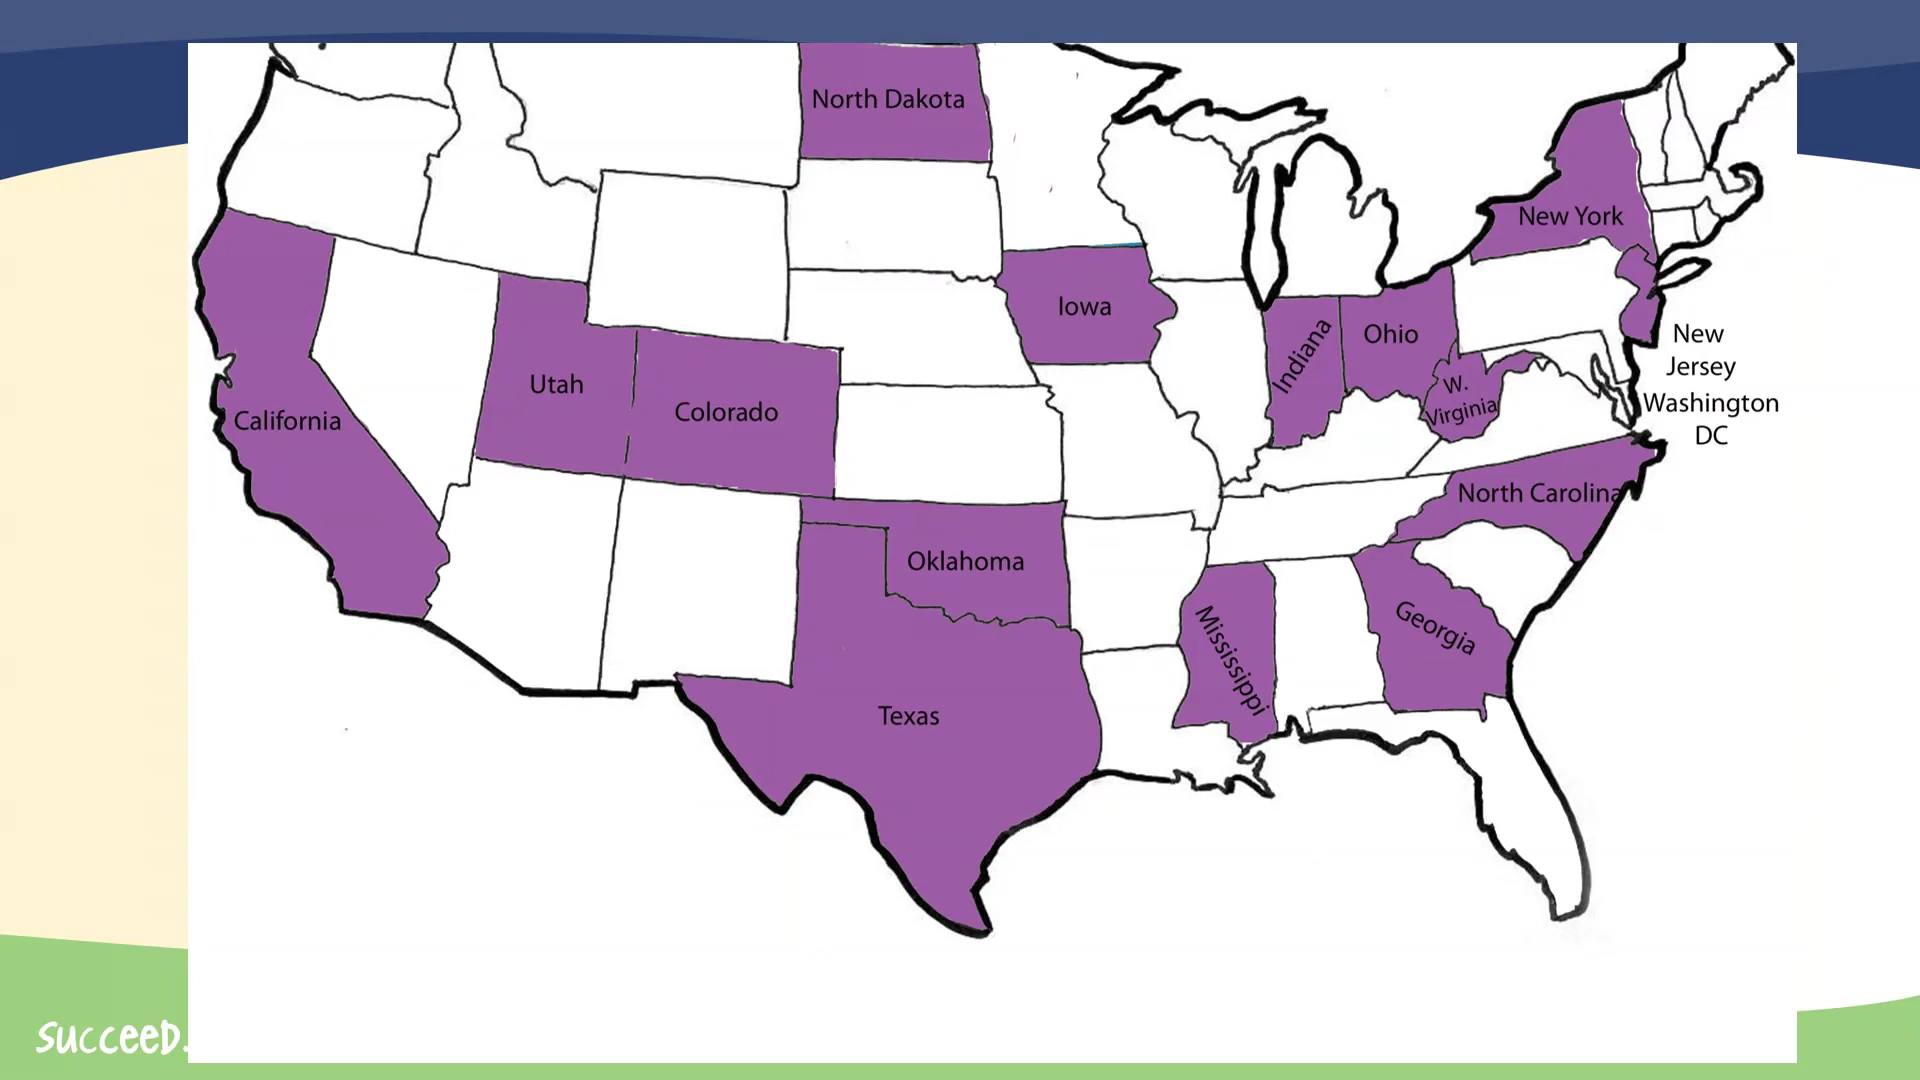 North Dakota
New York
Iowa
Indiana
Ohio
New
Jersey
Utah
W.
Virginia
Washington
DC
Colorado
California
North Carolina
Oklahoma
Mississippi
Georgia
Texas
succeed.